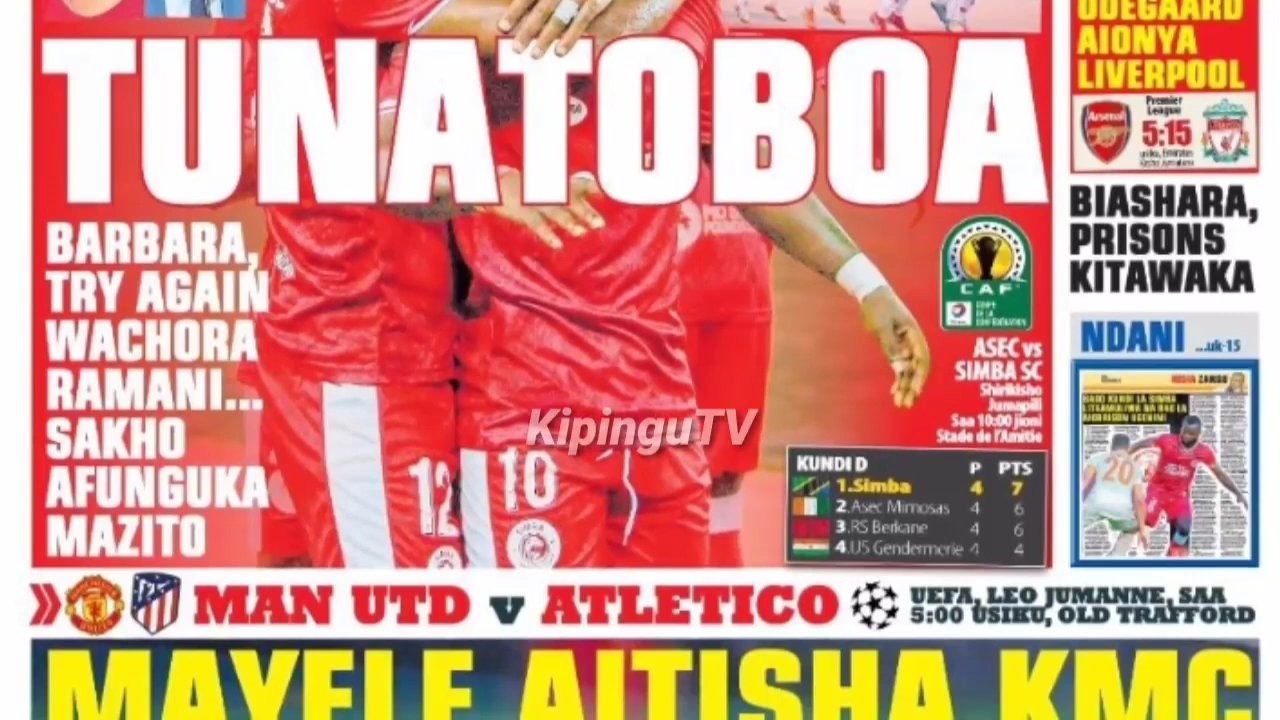 TUNATOBOA
BARBARA,
TRY AGAIN
WACHORA
RAMANI...
SAKHO
AFUNGUKA
MAZITO
CAF
ASEC vs
SIMBA SC
Shirikisho
Jumapili
Saa 10:00 jioni
Stade de l'Amitie
KUNDI D P PTS
1.Simba 4 7
2.Asec Mimosas 4 6
3.RS Berkane 4 6
4.US Gendermerie 4 4
12
10
KipinguTV
ODEGAARD
AIONYA
LIVERPOOL
Arsenal
Premier
League
5:15
BIASHARA,
PRISONS
KITAWAKA
NDANI ...uk-15
20
MAN UTD v ATLETICO
UEFA, LEO JUMANNE, SAA
5:00 USIKU, OLD TRAFFORD
MAYELE AITISHA KMC